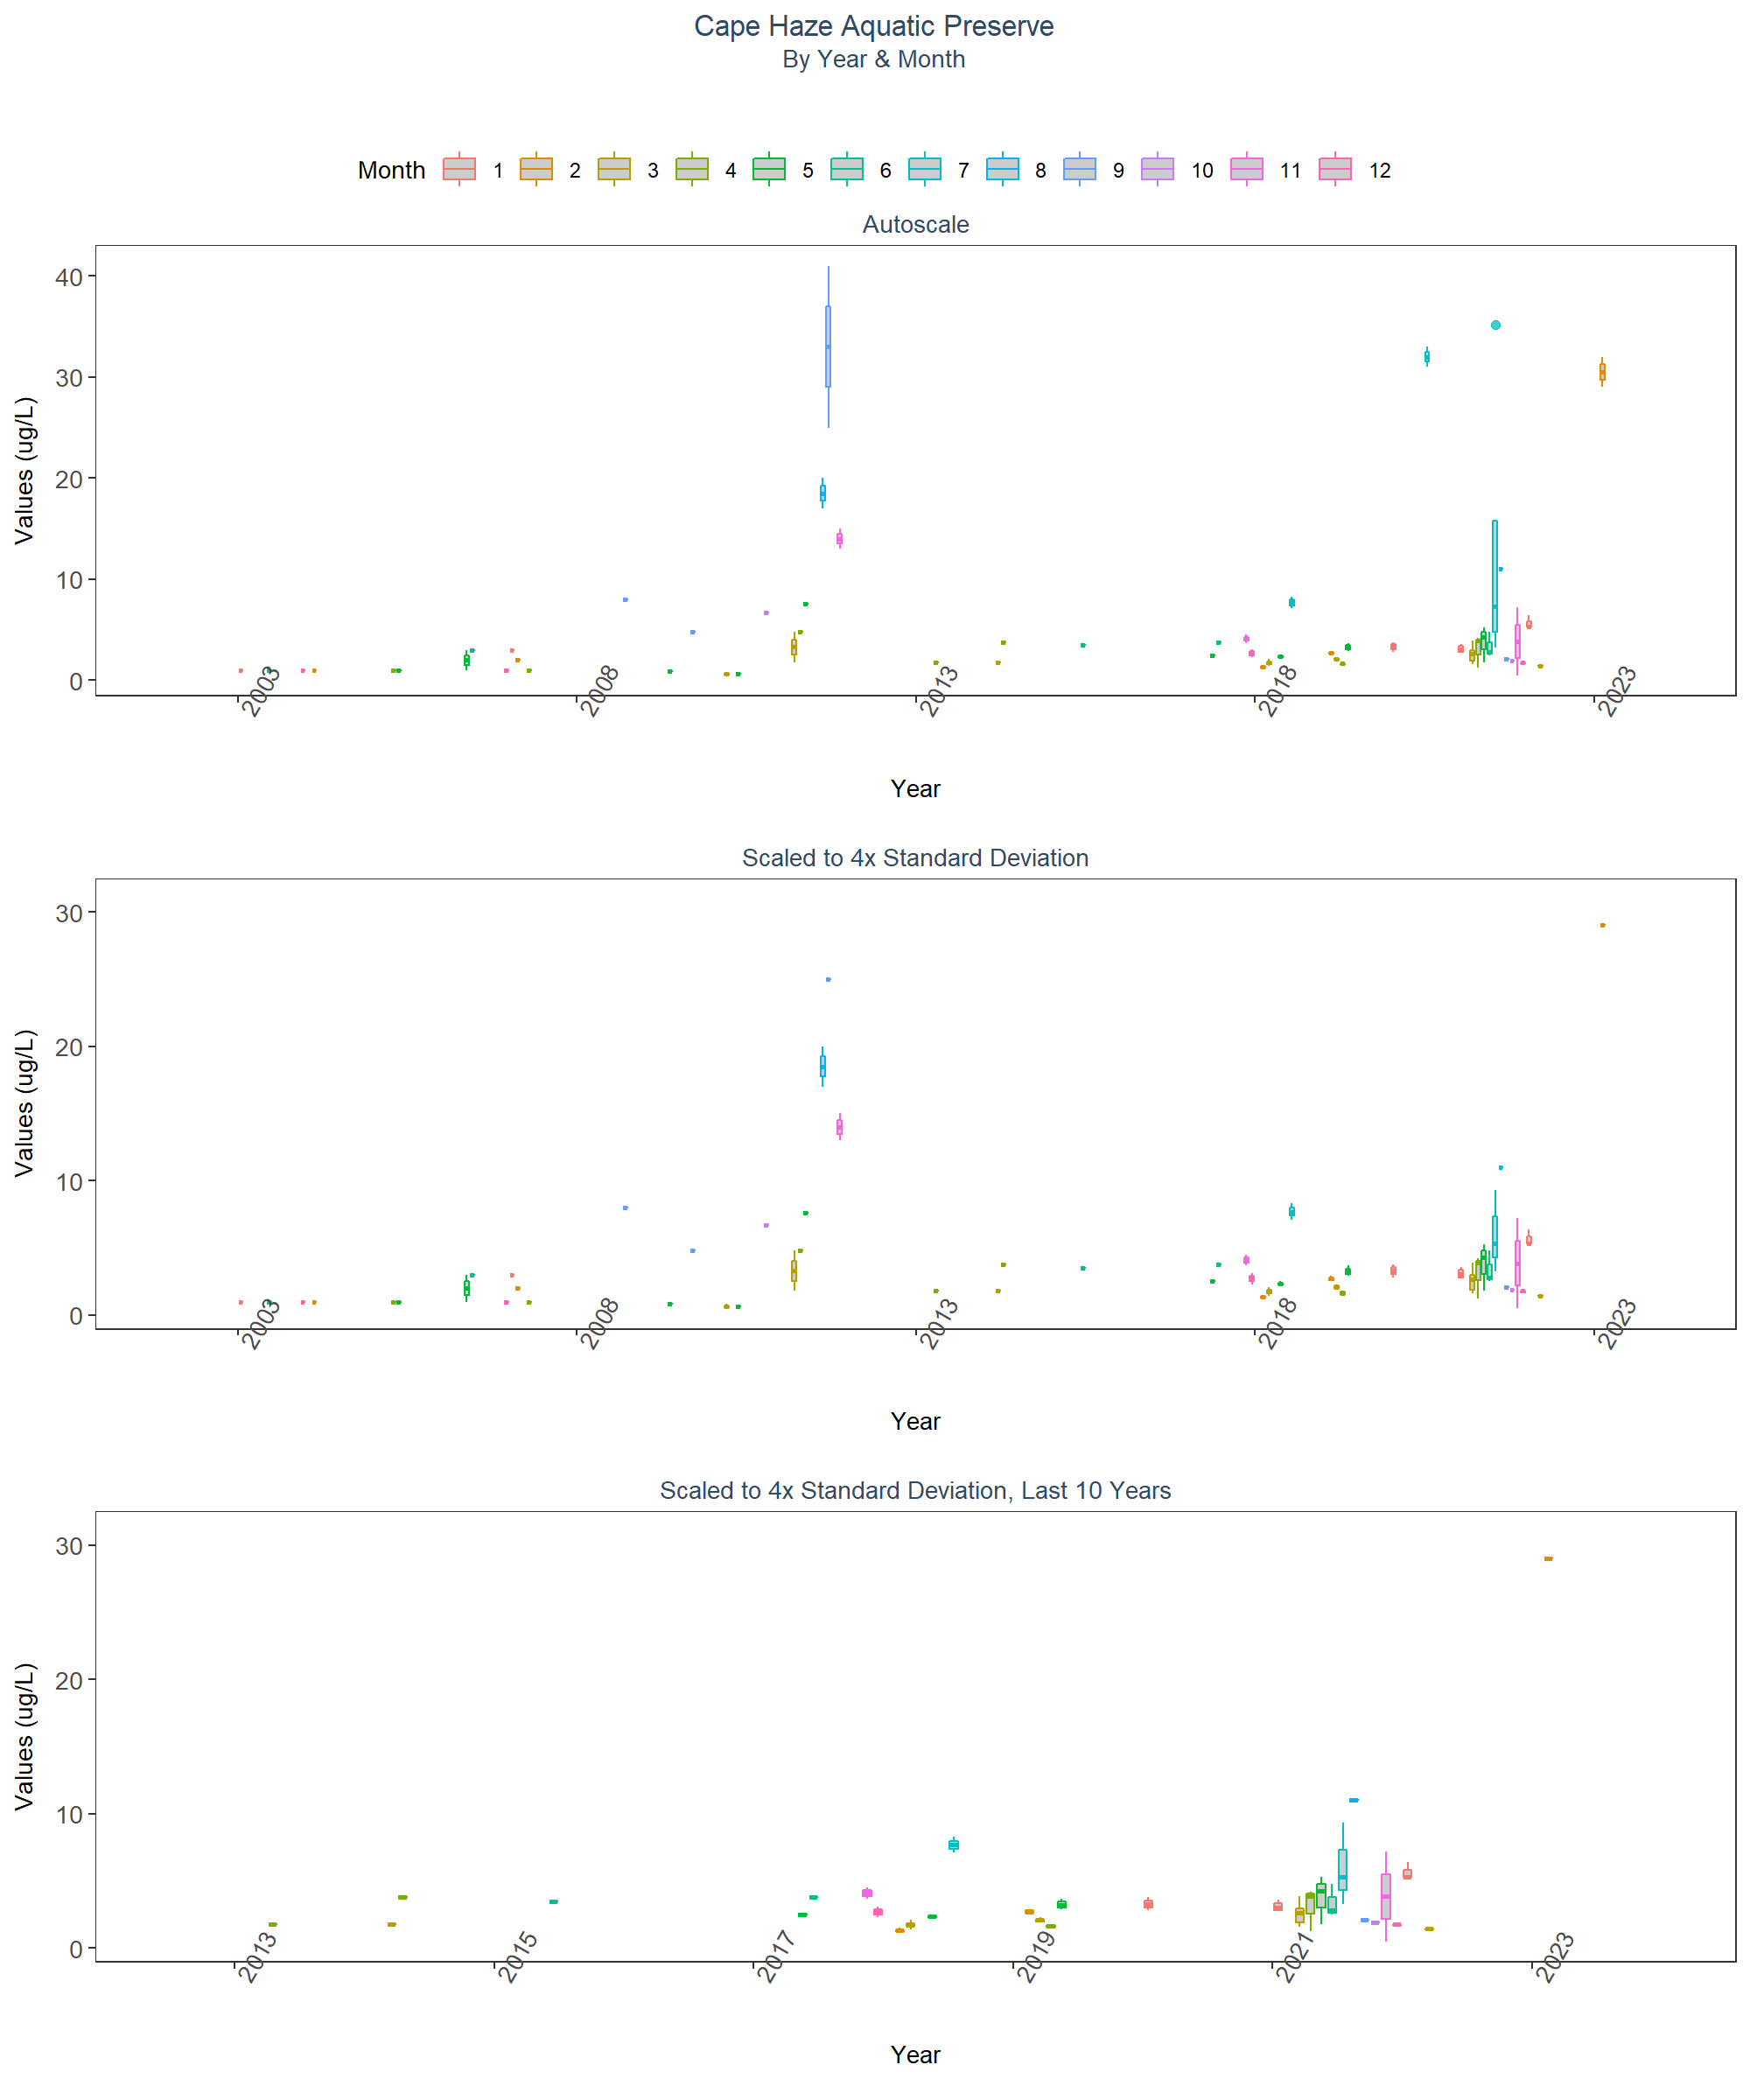 Cape Haze Aquatic Preserve
By Year & Month
Month 1 2 3 4 5 6 7 8 9 10 11 12
Autoscale
Values (ug/L)
40
30
20
10
0
2003 2008 2013 2018 2023
Year
Scaled to 4x Standard Deviation
Values (ug/L)
30
20
10
0
2003 2008 2013 2018 2023
Year
Scaled to 4x Standard Deviation, Last 10 Years
Values (ug/L)
30
20
10
0
2013 2015 2017 2019 2021 2023
Year